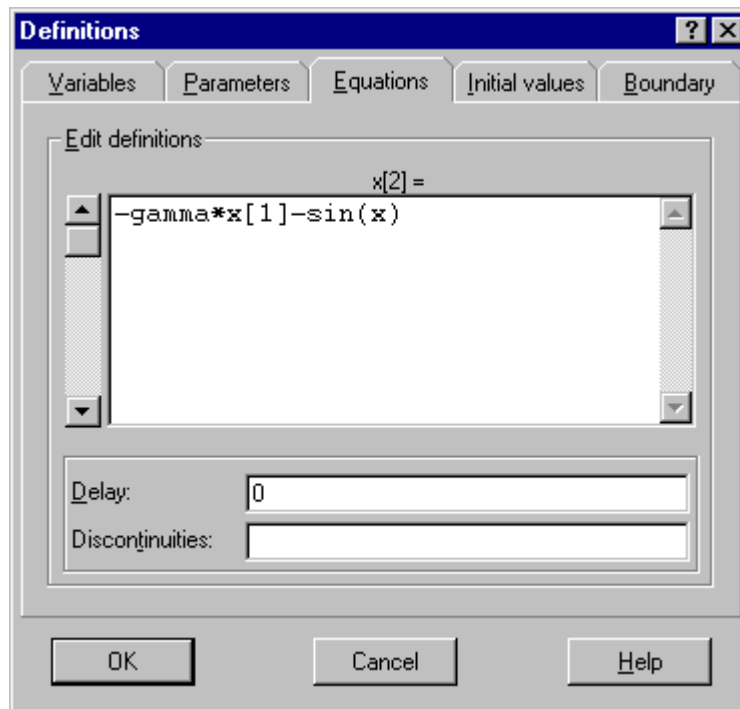 Definitions
Variables Parameters Equations Initial values Boundary
Edit definitions
x[2] =
-gamma*x[1]-sin(x)
Delay: 0
Discontinuities:
OK Cancel Help